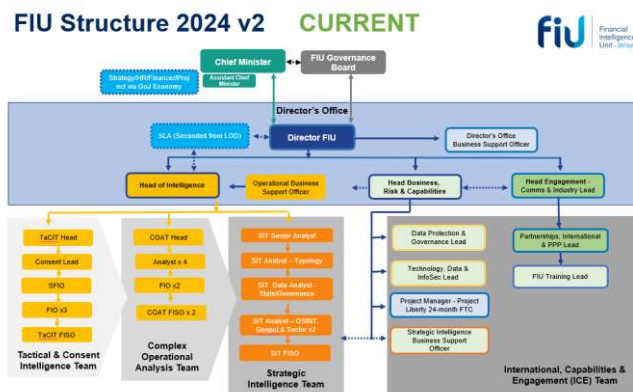 FIU Structure 2024 v2 CURRENT
fiu
Financial
Intelligence
Unit - Jersey
Chief Minister
Assistant Chief
Minister
FIU Governance
Board
Strategy/HR/Finance/Proj
ect via GoJ Economy
Director's Office
SLA (Seconded from LOD)
Director FIU
Director's Office
Business Support Officer
Head of Intelligence
Operational Business
Support Officer
Head Business,
Risk & Capabilities
Head Engagement -
Comms & Industry Lead
TaCIT Head
Consent Lead
SFIO
FIO x3
TaCIT FISO
Tactical & Consent
Intelligence Team
COAT Head
Analyst x 4
FIO x2
COAT FISO x 2
Complex
Operational
Analysis Team
SIT Senior Analyst
SIT Analyst – Typology
SIT Data Analyst -
Stats/Governance
SIT Analyst – OSINT,
Geopol & Sector x2
SIT FISO
Strategic
Intelligence Team
Data Protection &
Governance Lead
Technology, Data &
InfoSec Lead
Project Manager - Project
Liberty 24-month FTC
Strategic Intelligence
Business Support
Officer
Partnerships, International
& PPP Lead
FIU Training Lead
International, Capabilities &
Engagement (ICE) Team